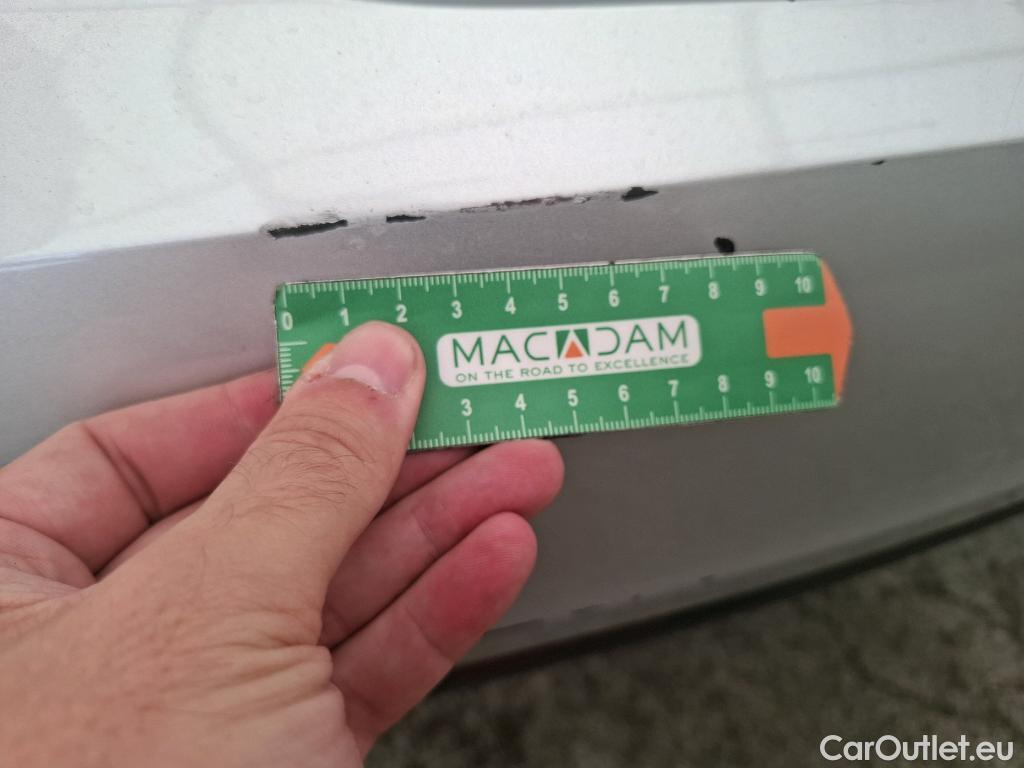 0 1 2 3 4 5 6 7 8 9 10
MACADAM
ON THE ROAD TO EXCELLENCE
3 4 5 6 7 8 9 10
CarOutlet.eu